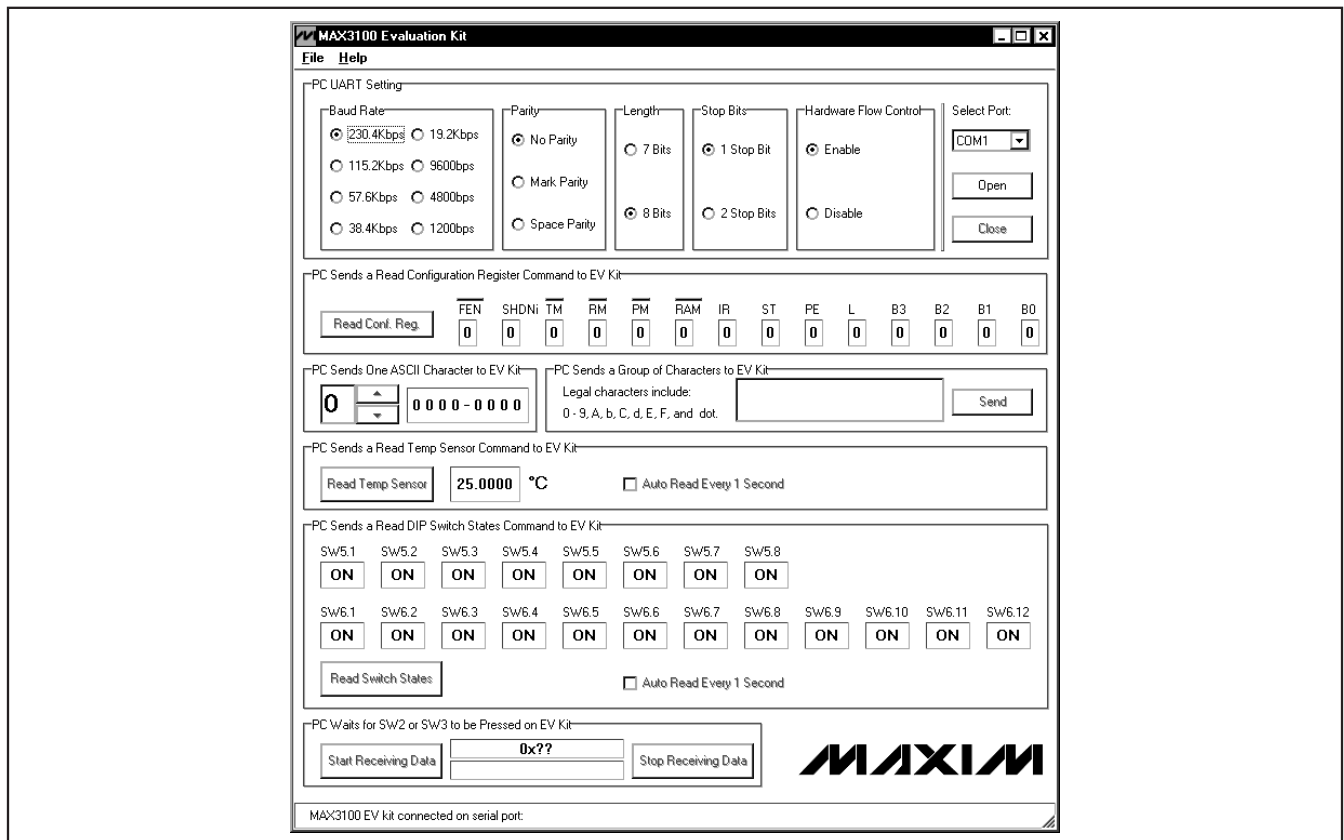 MAX3100 Evaluation Kit
File Help
PC UART Setting
Baud Rate
230.4Kbps 19.2Kbps
115.2Kbps 9600bps
57.6Kbps 4800bps
38.4Kbps 1200bps
Parity
No Parity
Mark Parity
Space Parity
Length
7 Bits
8 Bits
Stop Bits
1 Stop Bit
2 Stop Bits
Hardware Flow Control
Enable
Disable
Select Port:
COM1
Open
Close
PC Sends a Read Configuration Register Command to EV Kit
Read Conf. Reg.
FEN SHDNi TM RM PM RAM IR ST PE L B3 B2 B1 B0
0 0 0 0 0 0 0 0 0 0 0 0 0 0
PC Sends One ASCII Character to EV Kit
0 0 0 0 0 - 0 0 0 0
PC Sends a Group of Characters to EV Kit
Legal characters include:
0 - 9, A, b, C, d, E, F, and dot.
Send
PC Sends a Read Temp Sensor Command to EV Kit
Read Temp Sensor 25.0000 °C Auto Read Every 1 Second
PC Sends a Read DIP Switch States Command to EV Kit
SW5.1 SW5.2 SW5.3 SW5.4 SW5.5 SW5.6 SW5.7 SW5.8
ON ON ON ON ON ON ON ON
SW6.1 SW6.2 SW6.3 SW6.4 SW6.5 SW6.6 SW6.7 SW6.8 SW6.9 SW6.10 SW6.11 SW6.12
ON ON ON ON ON ON ON ON ON ON ON ON
Read Switch States Auto Read Every 1 Second
PC Waits for SW2 or SW3 to be Pressed on EV Kit
Start Receiving Data 0x?? Stop Receiving Data
MAXIM
MAX3100 EV kit connected on serial port: